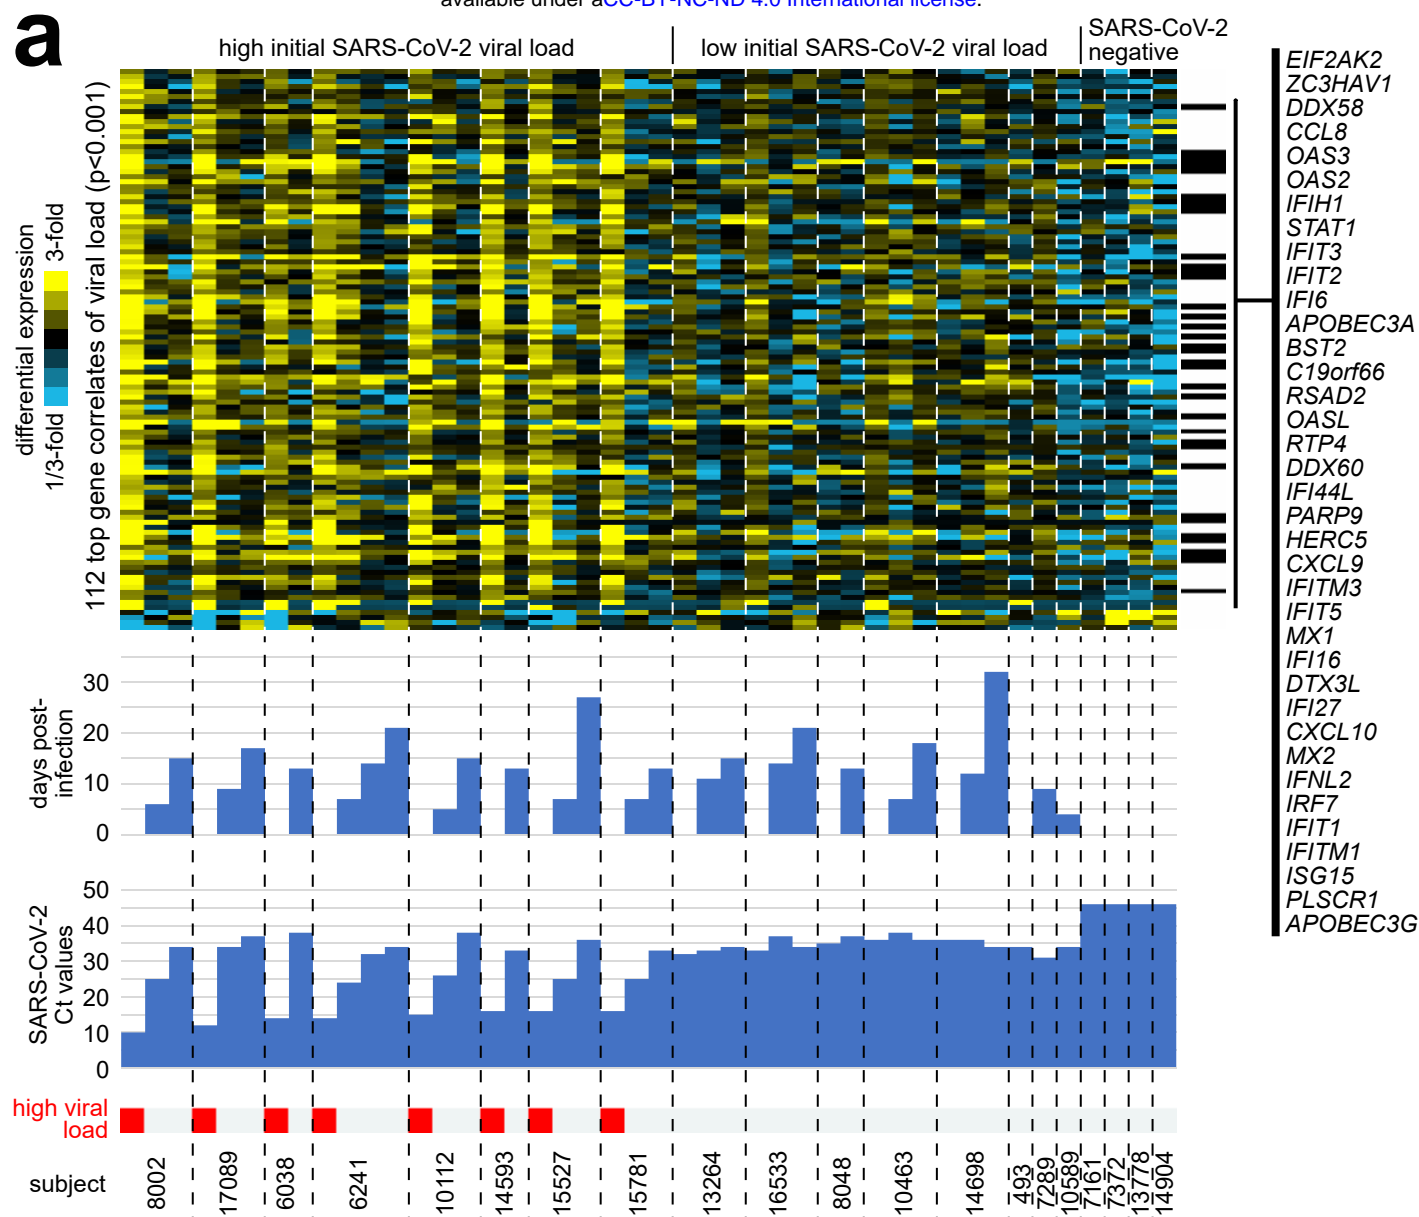 available under aCC-BY-NC-ND 4.0 International license.
a
high initial SARS-CoV-2 viral load
low initial SARS-CoV-2 viral load
SARS-CoV-2
negative
differential expression
1/3-fold 3-fold
112 top gene correlates of viral load (p<0.001)
EIF2AK2
ZC3HAV1
DDX58
CCL8
OAS3
OAS2
IFIH1
STAT1
IFIT3
IFIT2
IFI6
APOBEC3A
BST2
C19orf66
RSAD2
OASL
RTP4
DDX60
IFI44L
PARP9
HERC5
CXCL9
IFITM3
IFIT5
MX1
IFI16
DTX3L
IFI27
CXCL10
MX2
IFNL2
IRF7
IFIT1
IFITM1
ISG15
PLSCR1
APOBEC3G
days post-
infection
30
20
10
0
SARS-CoV-2
Ct values
50
40
30
20
10
0
high viral
load
subject
8002
17089
6038
6241
10112
14593
15527
15781
13264
16533
8048
10463
14698
493
7289
10589
7161
7372
13778
14904